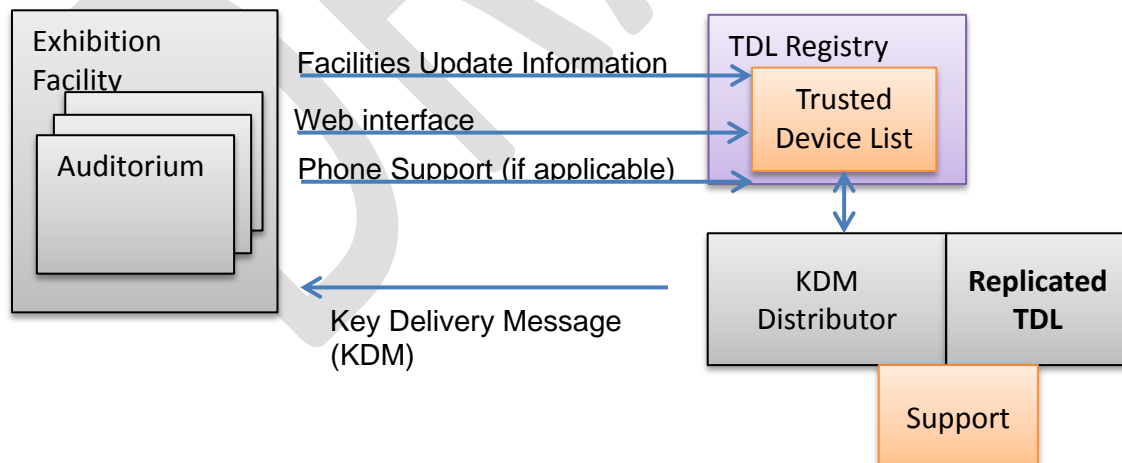 Exhibition
Facility
Auditorium
Facilities Update Information
Web interface
Phone Support (if applicable)
TDL Registry
Trusted
Device List
Key Delivery Message
(KDM)
KDM
Distributor
Replicated
TDL
Support